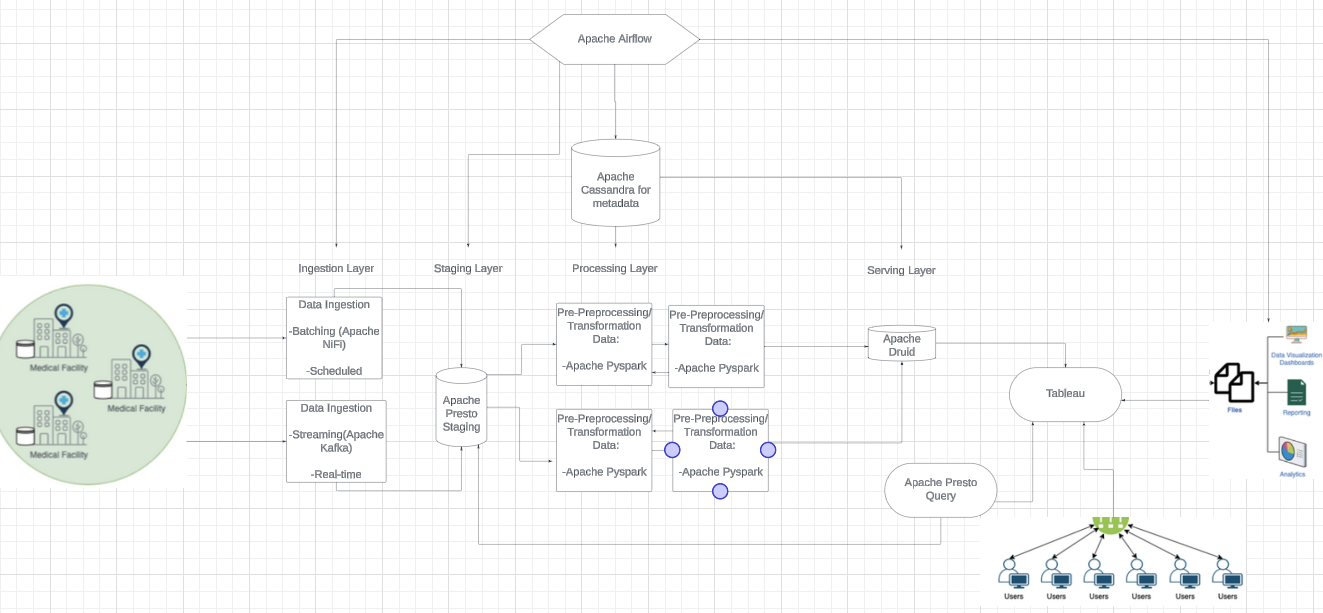 Apache Airflow
Apache
Cassandra for
metadata
Ingestion Layer
Staging Layer
Processing Layer
Serving Layer
Medical Facility
Medical Facility
Medical Facility
Data Ingestion
-Batching (Apache
NiFi)
-Scheduled
Data Ingestion
-Streaming(Apache
Kafka)
-Real-time
Apache
Presto
Staging
Pre-Preprocessing/
Transformation
Data:
-Apache Pyspark
Pre-Preprocessing/
Transformation
Data:
-Apache Pyspark
Pre-Preprocessing/
Transformation
Data:
-Apache Pyspark
Pre-Preprocessing/
Transformation
Data:
-Apache Pyspark
Apache
Druid
Tableau
Apache Presto
Query
Files
Data Visualization
Dashboards
Reporting
Analytics
Users
Users
Users
Users
Users
Users